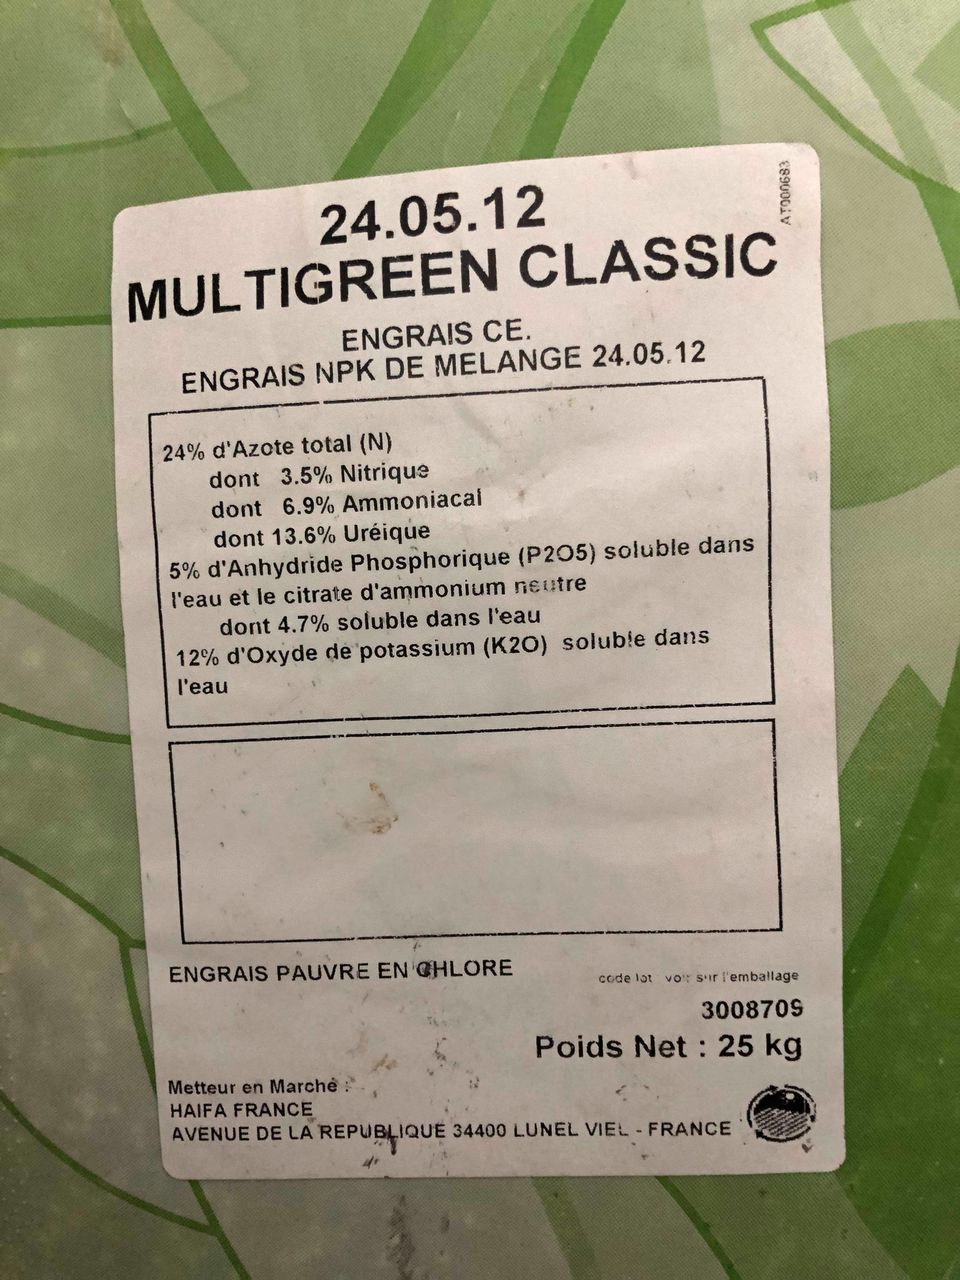 AT000683
24.05.12
MULTIGREEN CLASSIC
ENGRAIS CE.
ENGRAIS NPK DE MELANGE 24.05.12
24% d'Azote total (N)
dont 3.5% Nitrique
dont 6.9% Ammoniacal
dont 13.6% Uréique
5% d'Anhydride Phosphorique (P2O5) soluble dans
l'eau et le citrate d'ammonium neutre
dont 4.7% soluble dans l'eau
12% d'Oxyde de potassium (K2O) soluble dans
l'eau
ENGRAIS PAUVRE EN CHLORE
code lot voir sur l'emballage
3008709
Poids Net : 25 kg
Metteur en Marché :
HAIFA FRANCE
AVENUE DE LA REPUBLIQUE 34400 LUNEL VIEL - FRANCE